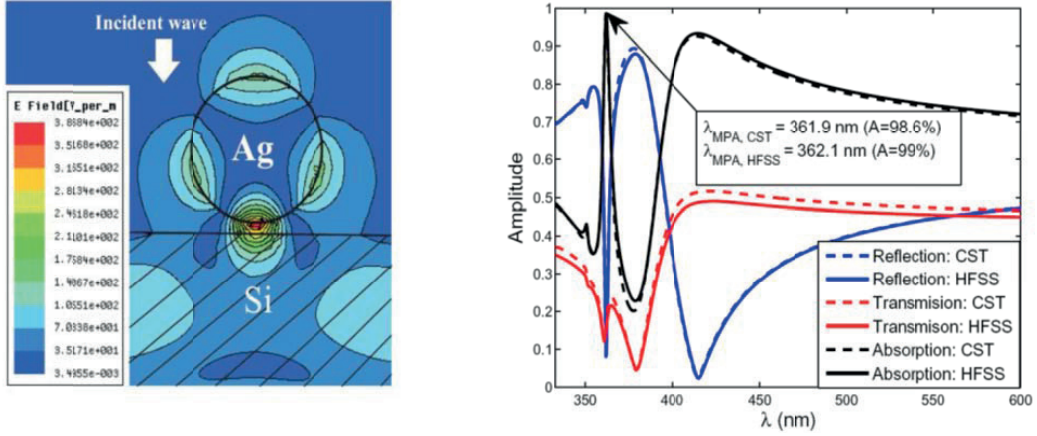 Incident wave
E Field[V_per_m
3.8684e+002
3.5168e+002
3.1651e+002
2.8134e+002
2.4618e+002
2.1101e+002
1.7584e+002
1.4067e+002
1.0551e+002
7.0338e+001
3.5171e+001
3.4955e-003
Ag
Si
1
0.9
0.8
0.7
0.6
0.5
0.4
0.3
0.2
0.1
0
Amplitude
λMPA, CST = 361.9 nm (A=98.6%)
λMPA, HFSS = 362.1 nm (A=99%)
Reflection: CST
Reflection: HFSS
Transmision: CST
Transmison: HFSS
Absorption: CST
Absorption: HFSS
350 400 450 500 550 600
λ (nm)